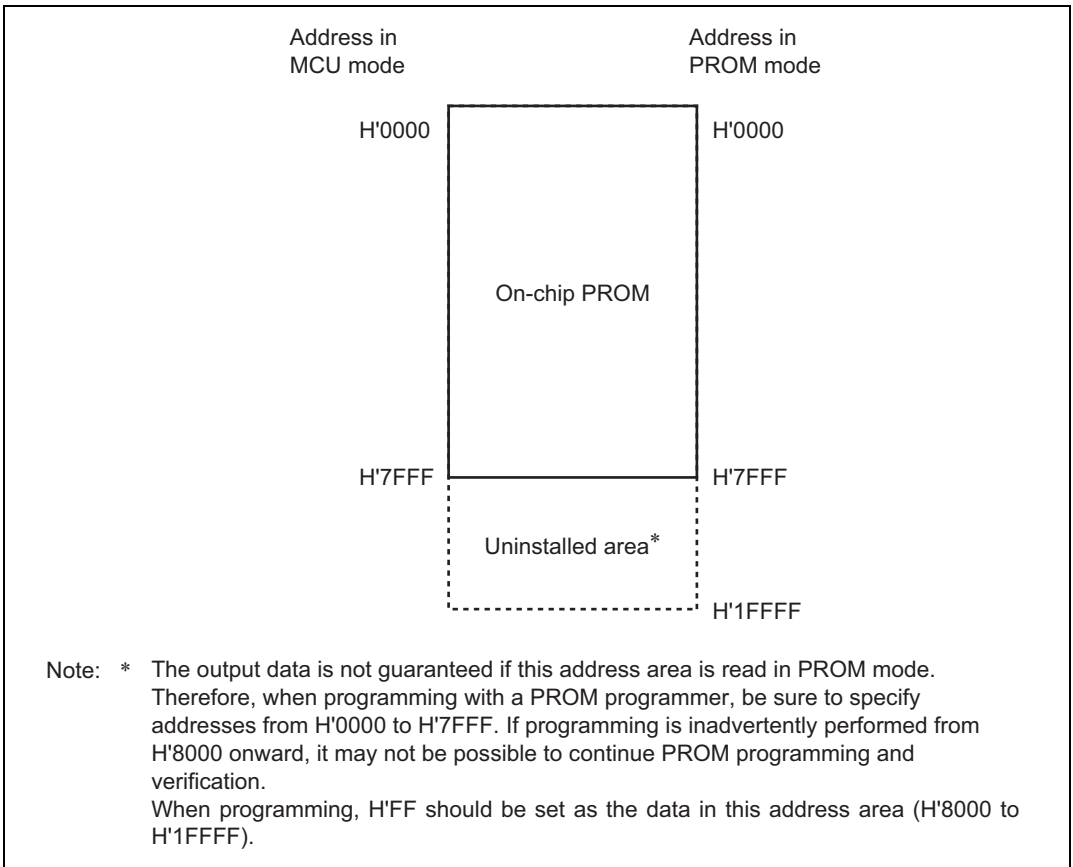 Address in
MCU mode
Address in
PROM mode
H'0000
H'0000
On-chip PROM
H'7FFF
H'7FFF
Uninstalled area*
H'1FFFF
Note: * The output data is not guaranteed if this address area is read in PROM mode.
Therefore, when programming with a PROM programmer, be sure to specify
addresses from H'0000 to H'7FFF. If programming is inadvertently performed from
H'8000 onward, it may not be possible to continue PROM programming and
verification.
When programming, H'FF should be set as the data in this address area (H'8000 to
H'1FFFF).